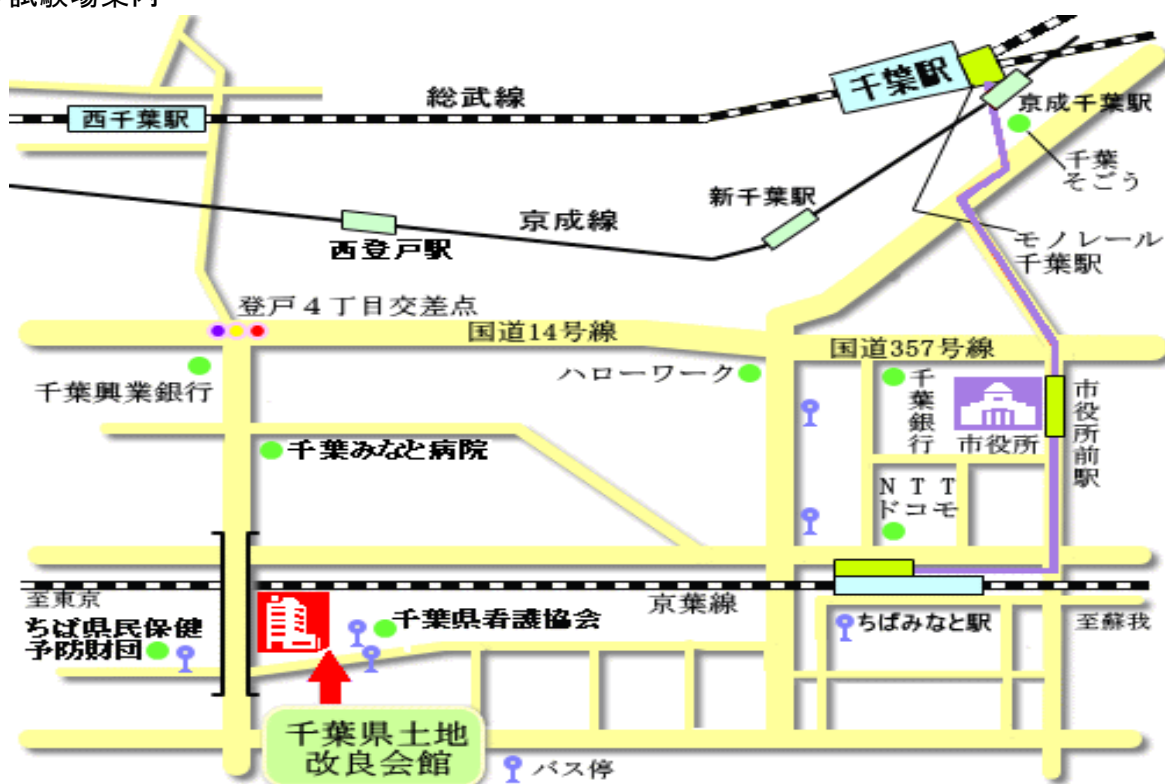 試験場案内
千葉駅
総武線
西千葉駅
京成千葉駅
千葉
そごう
新千葉駅
京成線
西登戸駅
モノレール
千葉駅
登戸4丁目交差点
国道14号線
国道357号線
千葉興業銀行
ハローワーク
千葉銀行
市役所
市役所前駅
千葉みなと病院
NTT
ドコモ
至東京
京葉線
ちば県民保健
予防財団
千葉県看護協会
ちばみなと駅
至蘇我
千葉県土地
改良会館
バス停